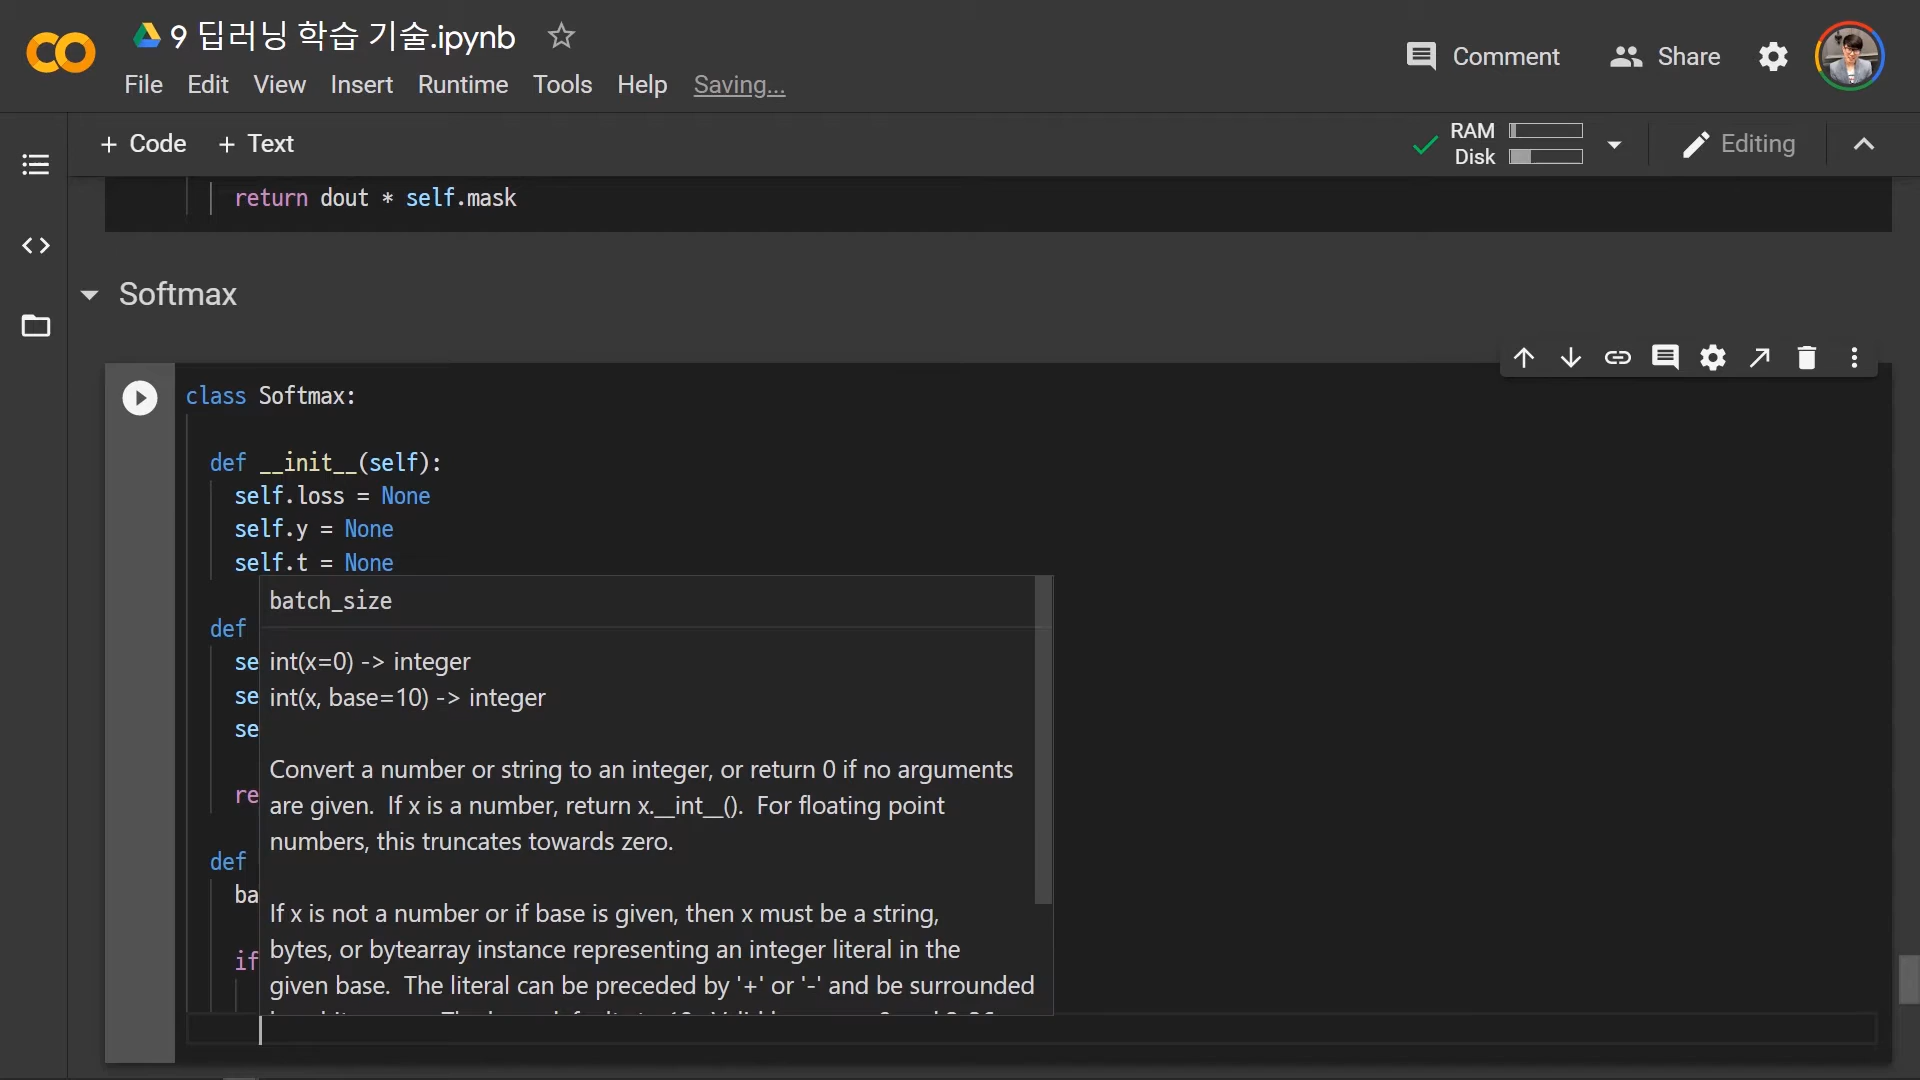 9 딥러닝 학습 기술.ipynb
Comment
Share
File Edit View Insert Runtime Tools Help Saving...
+ Code + Text
RAM
Disk
Editing
return dout * self.mask
Softmax
class Softmax:
def __init__(self):
self.loss = None
self.y = None
self.t = None
batch_size
def
se int(x=0) -> integer
se int(x, base=10) -> integer
se
Convert a number or string to an integer, or return 0 if no arguments
re are given. If x is a number, return x.__int__(). For floating point
numbers, this truncates towards zero.
def
ba If x is not a number or if base is given, then x must be a string,
bytes, or bytearray instance representing an integer literal in the
if given base. The literal can be preceded by '+' or '-' and be surrounded